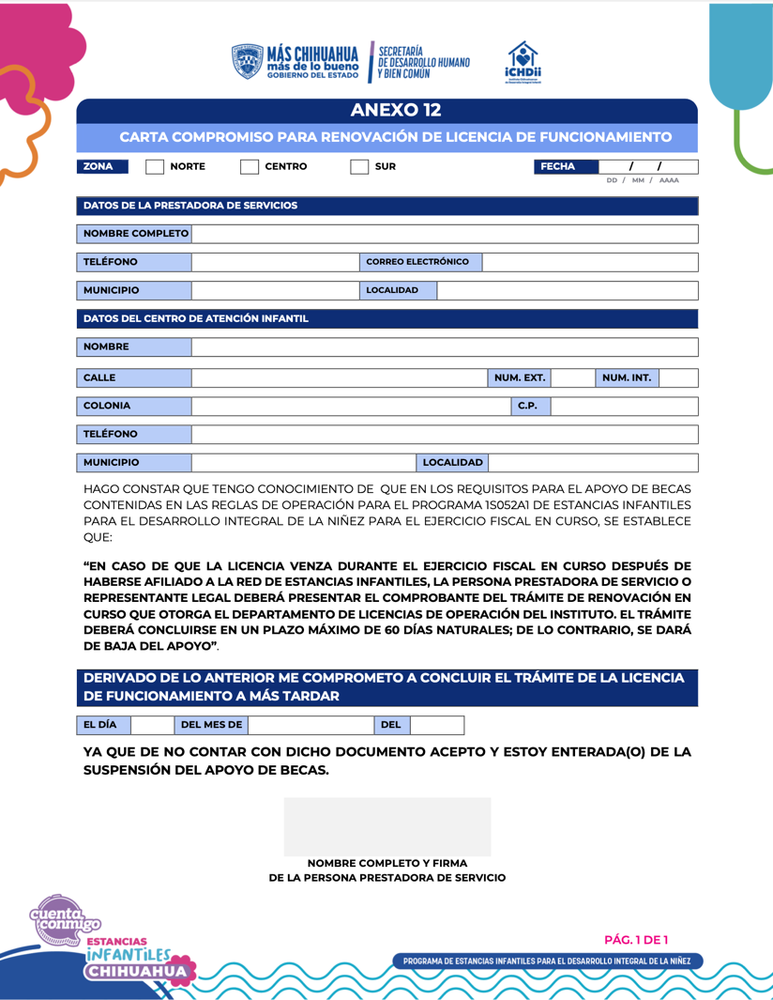 MÁS CHIHUAHUA
más de lo bueno
GOBIERNO DEL ESTADO
SECRETARÍA
DE DESARROLLO HUMANO
Y BIEN COMÚN
iCHDii
ANEXO 12
CARTA COMPROMISO PARA RENOVACIÓN DE LICENCIA DE FUNCIONAMIENTO
ZONA NORTE CENTRO SUR FECHA / /
DD / MM / AAAA
DATOS DE LA PRESTADORA DE SERVICIOS
NOMBRE COMPLETO
TELÉFONO CORREO ELECTRÓNICO
MUNICIPIO LOCALIDAD
DATOS DEL CENTRO DE ATENCIÓN INFANTIL
NOMBRE
CALLE NUM. EXT. NUM. INT.
COLONIA C.P.
TELÉFONO
MUNICIPIO LOCALIDAD
HAGO CONSTAR QUE TENGO CONOCIMIENTO DE QUE EN LOS REQUISITOS PARA EL APOYO DE BECAS
CONTENIDAS EN LAS REGLAS DE OPERACIÓN PARA EL PROGRAMA 1S052A1 DE ESTANCIAS INFANTILES
PARA EL DESARROLLO INTEGRAL DE LA NIÑEZ PARA EL EJERCICIO FISCAL EN CURSO, SE ESTABLECE
QUE:
“EN CASO DE QUE LA LICENCIA VENZA DURANTE EL EJERCICIO FISCAL EN CURSO DESPUÉS DE
HABERSE AFILIADO A LA RED DE ESTANCIAS INFANTILES, LA PERSONA PRESTADORA DE SERVICIO O
REPRESENTANTE LEGAL DEBERÁ PRESENTAR EL COMPROBANTE DEL TRÁMITE DE RENOVACIÓN EN
CURSO QUE OTORGA EL DEPARTAMENTO DE LICENCIAS DE OPERACIÓN DEL INSTITUTO. EL TRÁMITE
DEBERÁ CONCLUIRSE EN UN PLAZO MÁXIMO DE 60 DÍAS NATURALES; DE LO CONTRARIO, SE DARÁ
DE BAJA DEL APOYO”.
DERIVADO DE LO ANTERIOR ME COMPROMETO A CONCLUIR EL TRÁMITE DE LA LICENCIA
DE FUNCIONAMIENTO A MÁS TARDAR
EL DÍA DEL MES DE DEL
YA QUE DE NO CONTAR CON DICHO DOCUMENTO ACEPTO Y ESTOY ENTERADA(O) DE LA
SUSPENSIÓN DEL APOYO DE BECAS.
NOMBRE COMPLETO Y FIRMA
DE LA PERSONA PRESTADORA DE SERVICIO
cuenta
conmigo
ESTANCIAS
iNFANTiLES
CHIHUAHUA
PÁG. 1 DE 1
PROGRAMA DE ESTANCIAS INFANTILES PARA EL DESARROLLO INTEGRAL DE LA NIÑEZ